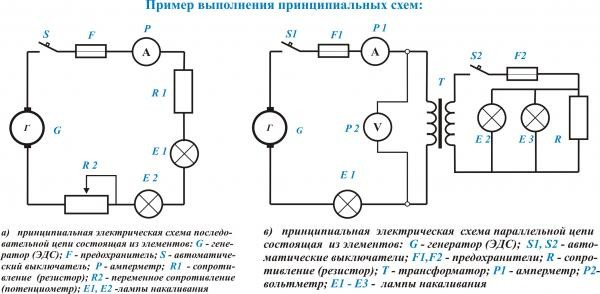 Пример выполнения принципиальных схем:
S
F
P
A
R 1
Г
G
E 1
R 2
E 2
S1
F1
P 1
A
S2
F2
T
Г
G
P 2
V
E 2
E 3
R
E 1
а) принципиальная электрическая схема последо-
вательной цепи состоящая из элементов: G - гене-
ратор (ЭДС); F - предохранитель; S - автоматиче-
ский выключатель; P - амперметр; R1 - сопроти-
вление (резистор); R2 - переменное сопротивление
(потенциометр); E1, E2 -лампы накаливания
в) принципиальная электрическая схема параллельной цепи
состоящая из элементов: G - генератор (ЭДС); S1, S2 - авто-
матические выключатели; F1,F2 - предохранители; R - сопро-
тивление (резистор); T - трансформатор; P1 - амперметр; P2-
вольтметр; E1 - E3 - лампы накаливания